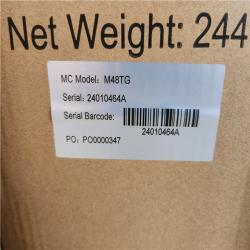 Net Weight: 244
MC Model: M48TG
Serial: 24010464A
Serial Barcode:
24010464A
PO: PO0000347